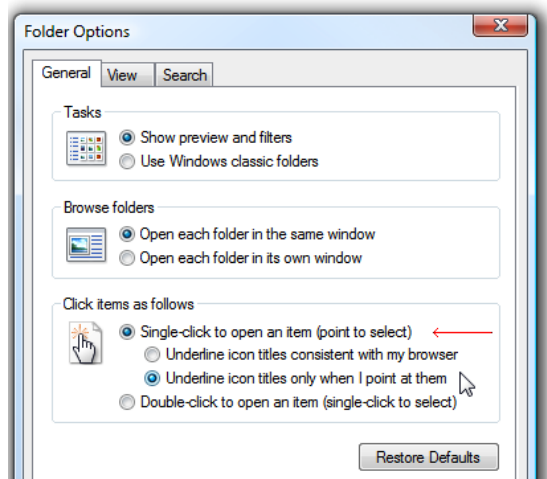 Folder Options
General View Search
Tasks
Show preview and filters
Use Windows classic folders
Browse folders
Open each folder in the same window
Open each folder in its own window
Click items as follows
Single-click to open an item (point to select)
Underline icon titles consistent with my browser
Underline icon titles only when I point at them
Double-click to open an item (single-click to select)
Restore Defaults